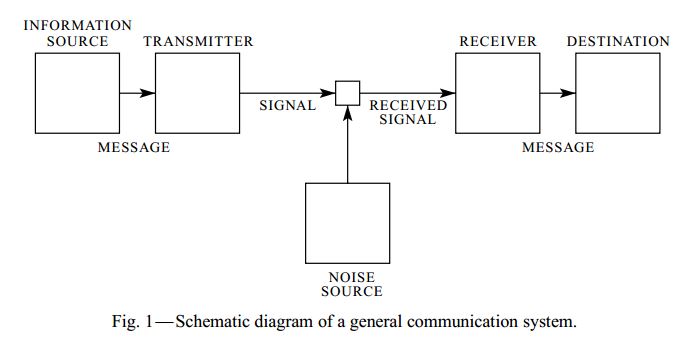 INFORMATION
SOURCE
TRANSMITTER
RECEIVER
DESTINATION
SIGNAL
RECEIVED
SIGNAL
MESSAGE
MESSAGE
NOISE
SOURCE
Fig. 1—Schematic diagram of a general communication system.